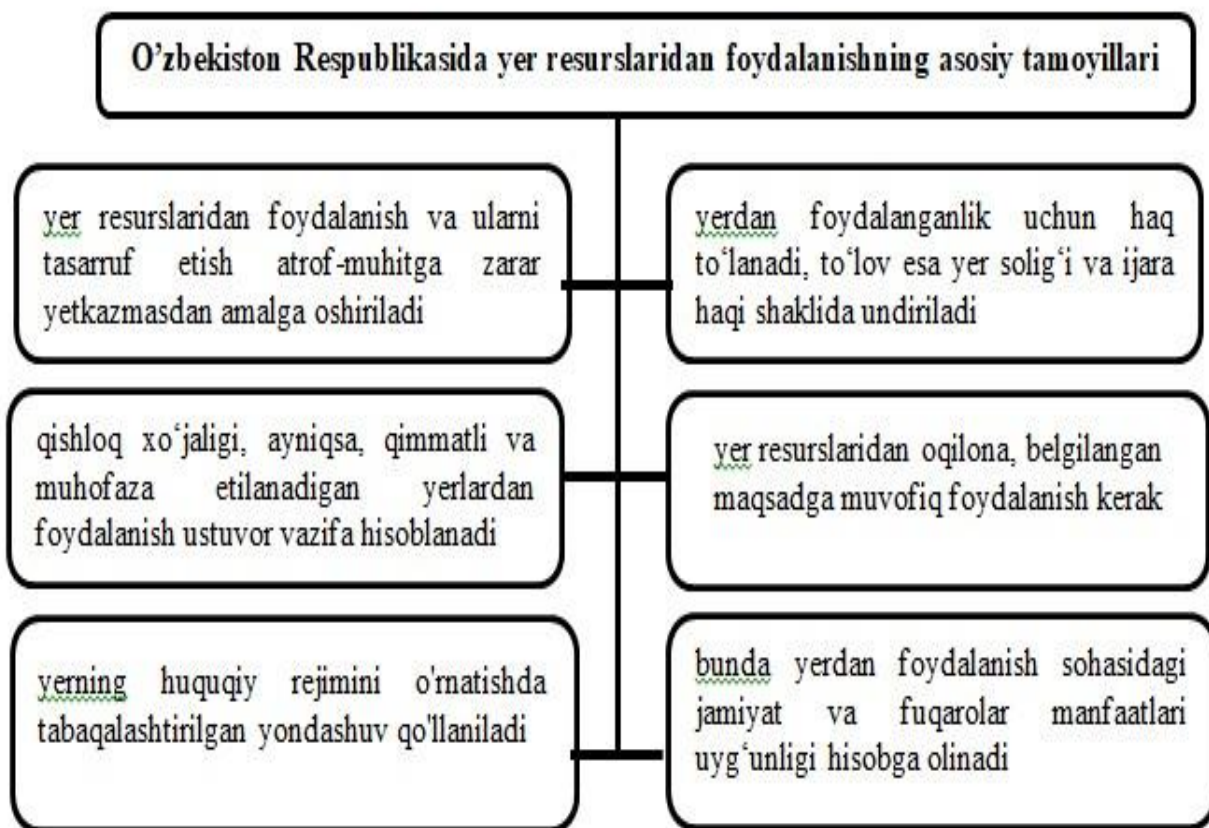 O’zbekiston Respublikasida yer resurslaridan foydalanishning asosiy tamoyillari
yer resurslaridan foydalanish va ularni
tasarruf etish atrof-muhitga zarar
yetkazmasdan amalga oshiriladi
yerdan foydalanganlik uchun haq
to‘lanadi, to‘lov esa yer solig‘i va ijara
haqi shaklida undiriladi
qishloq xo‘jaligi, ayniqsa, qimmatli va
muhofaza etilanadigan yerlardan
foydalanish ustuvor vazifa hisoblanadi
yer resurslaridan oqilona, belgilangan
maqsadga muvofiq foydalanish kerak
yerning huquqiy rejimini o'rnatishda
tabaqalashtirilgan yondashuv qo'llaniladi
bunda yerdan foydalanish sohasidagi
jamiyat va fuqarolar manfaatlari
uyg‘unligi hisobga olinadi